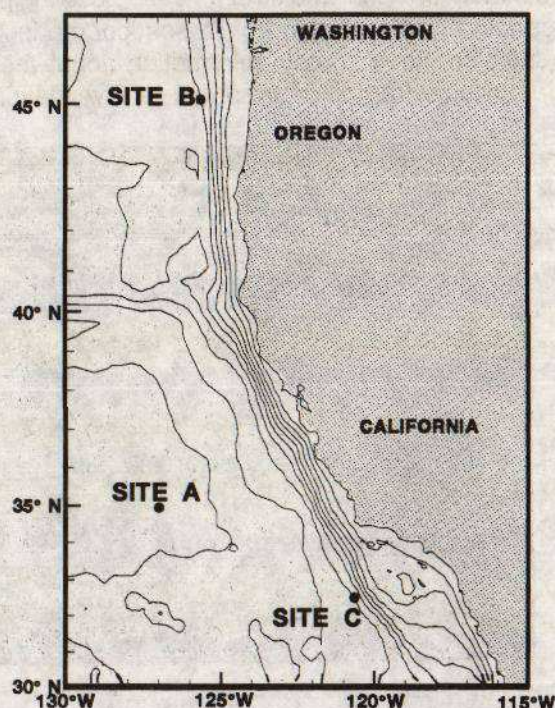 WASHINGTON
SITE B
45° N
OREGON
40° N
CALIFORNIA
SITE A
35° N
SITE C
30° N
130°W
125°W
120°W
115°W